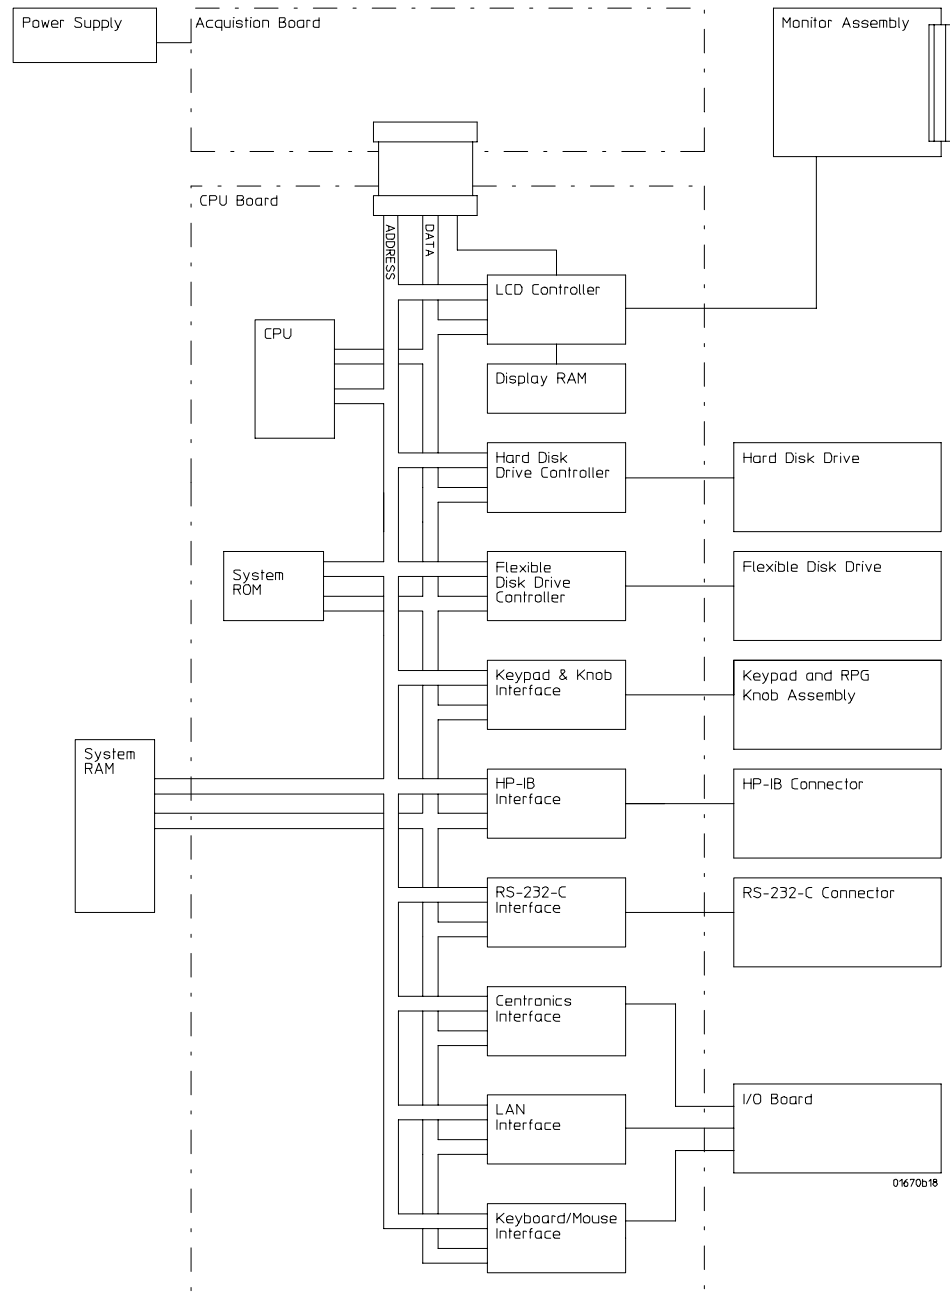 Power Supply
Acquistion Board
Monitor Assembly
CPU Board
ADDRESS
DATA
LCD Controller
CPU
Display RAM
Hard Disk
Drive Controller
Hard Disk Drive
System
ROM
Flexible
Disk Drive
Controller
Flexible Disk Drive
Keypad & Knob
Interface
Keypad and RPG
Knob Assembly
System
RAM
HP-IB
Interface
HP-IB Connector
RS-232-C
Interface
RS-232-C Connector
Centronics
Interface
LAN
Interface
I/O Board
01670b18
Keyboard/Mouse
Interface